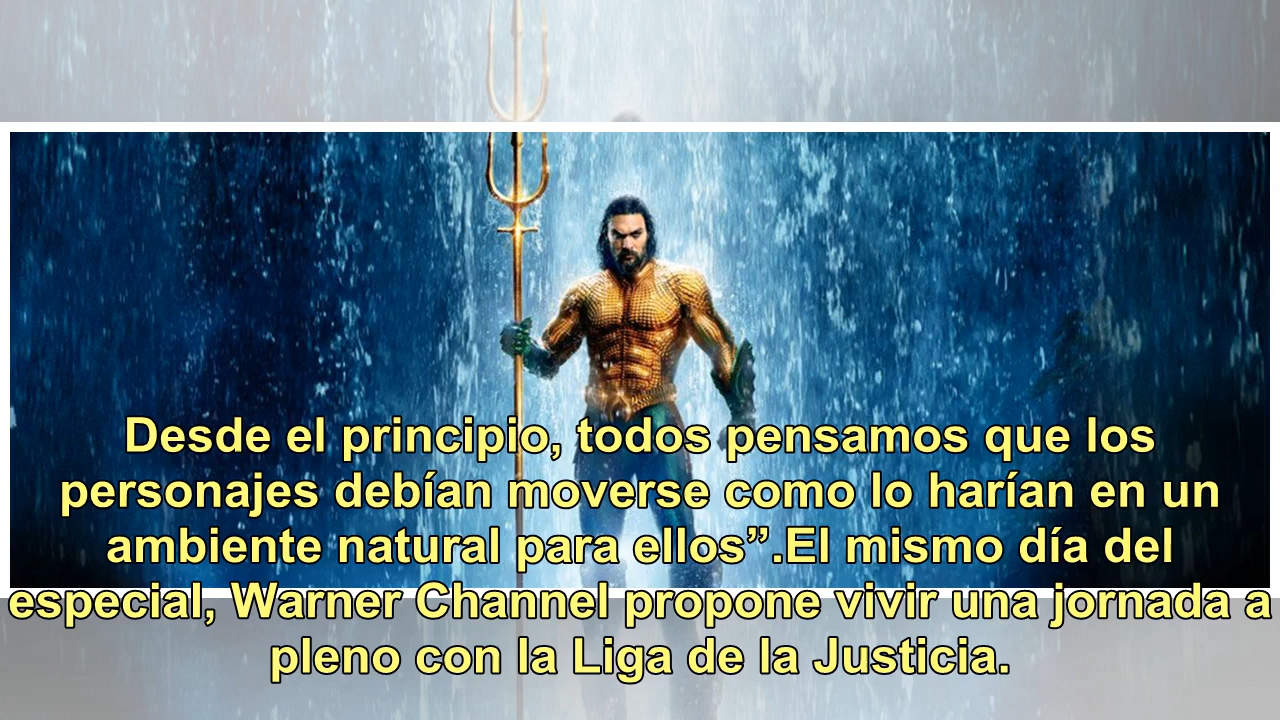 Desde el principio, todos pensamos que los
personajes debían moverse como lo harían en un
ambiente natural para ellos”.El mismo día del
especial, Warner Channel propone vivir una jornada a
pleno con la Liga de la Justicia.